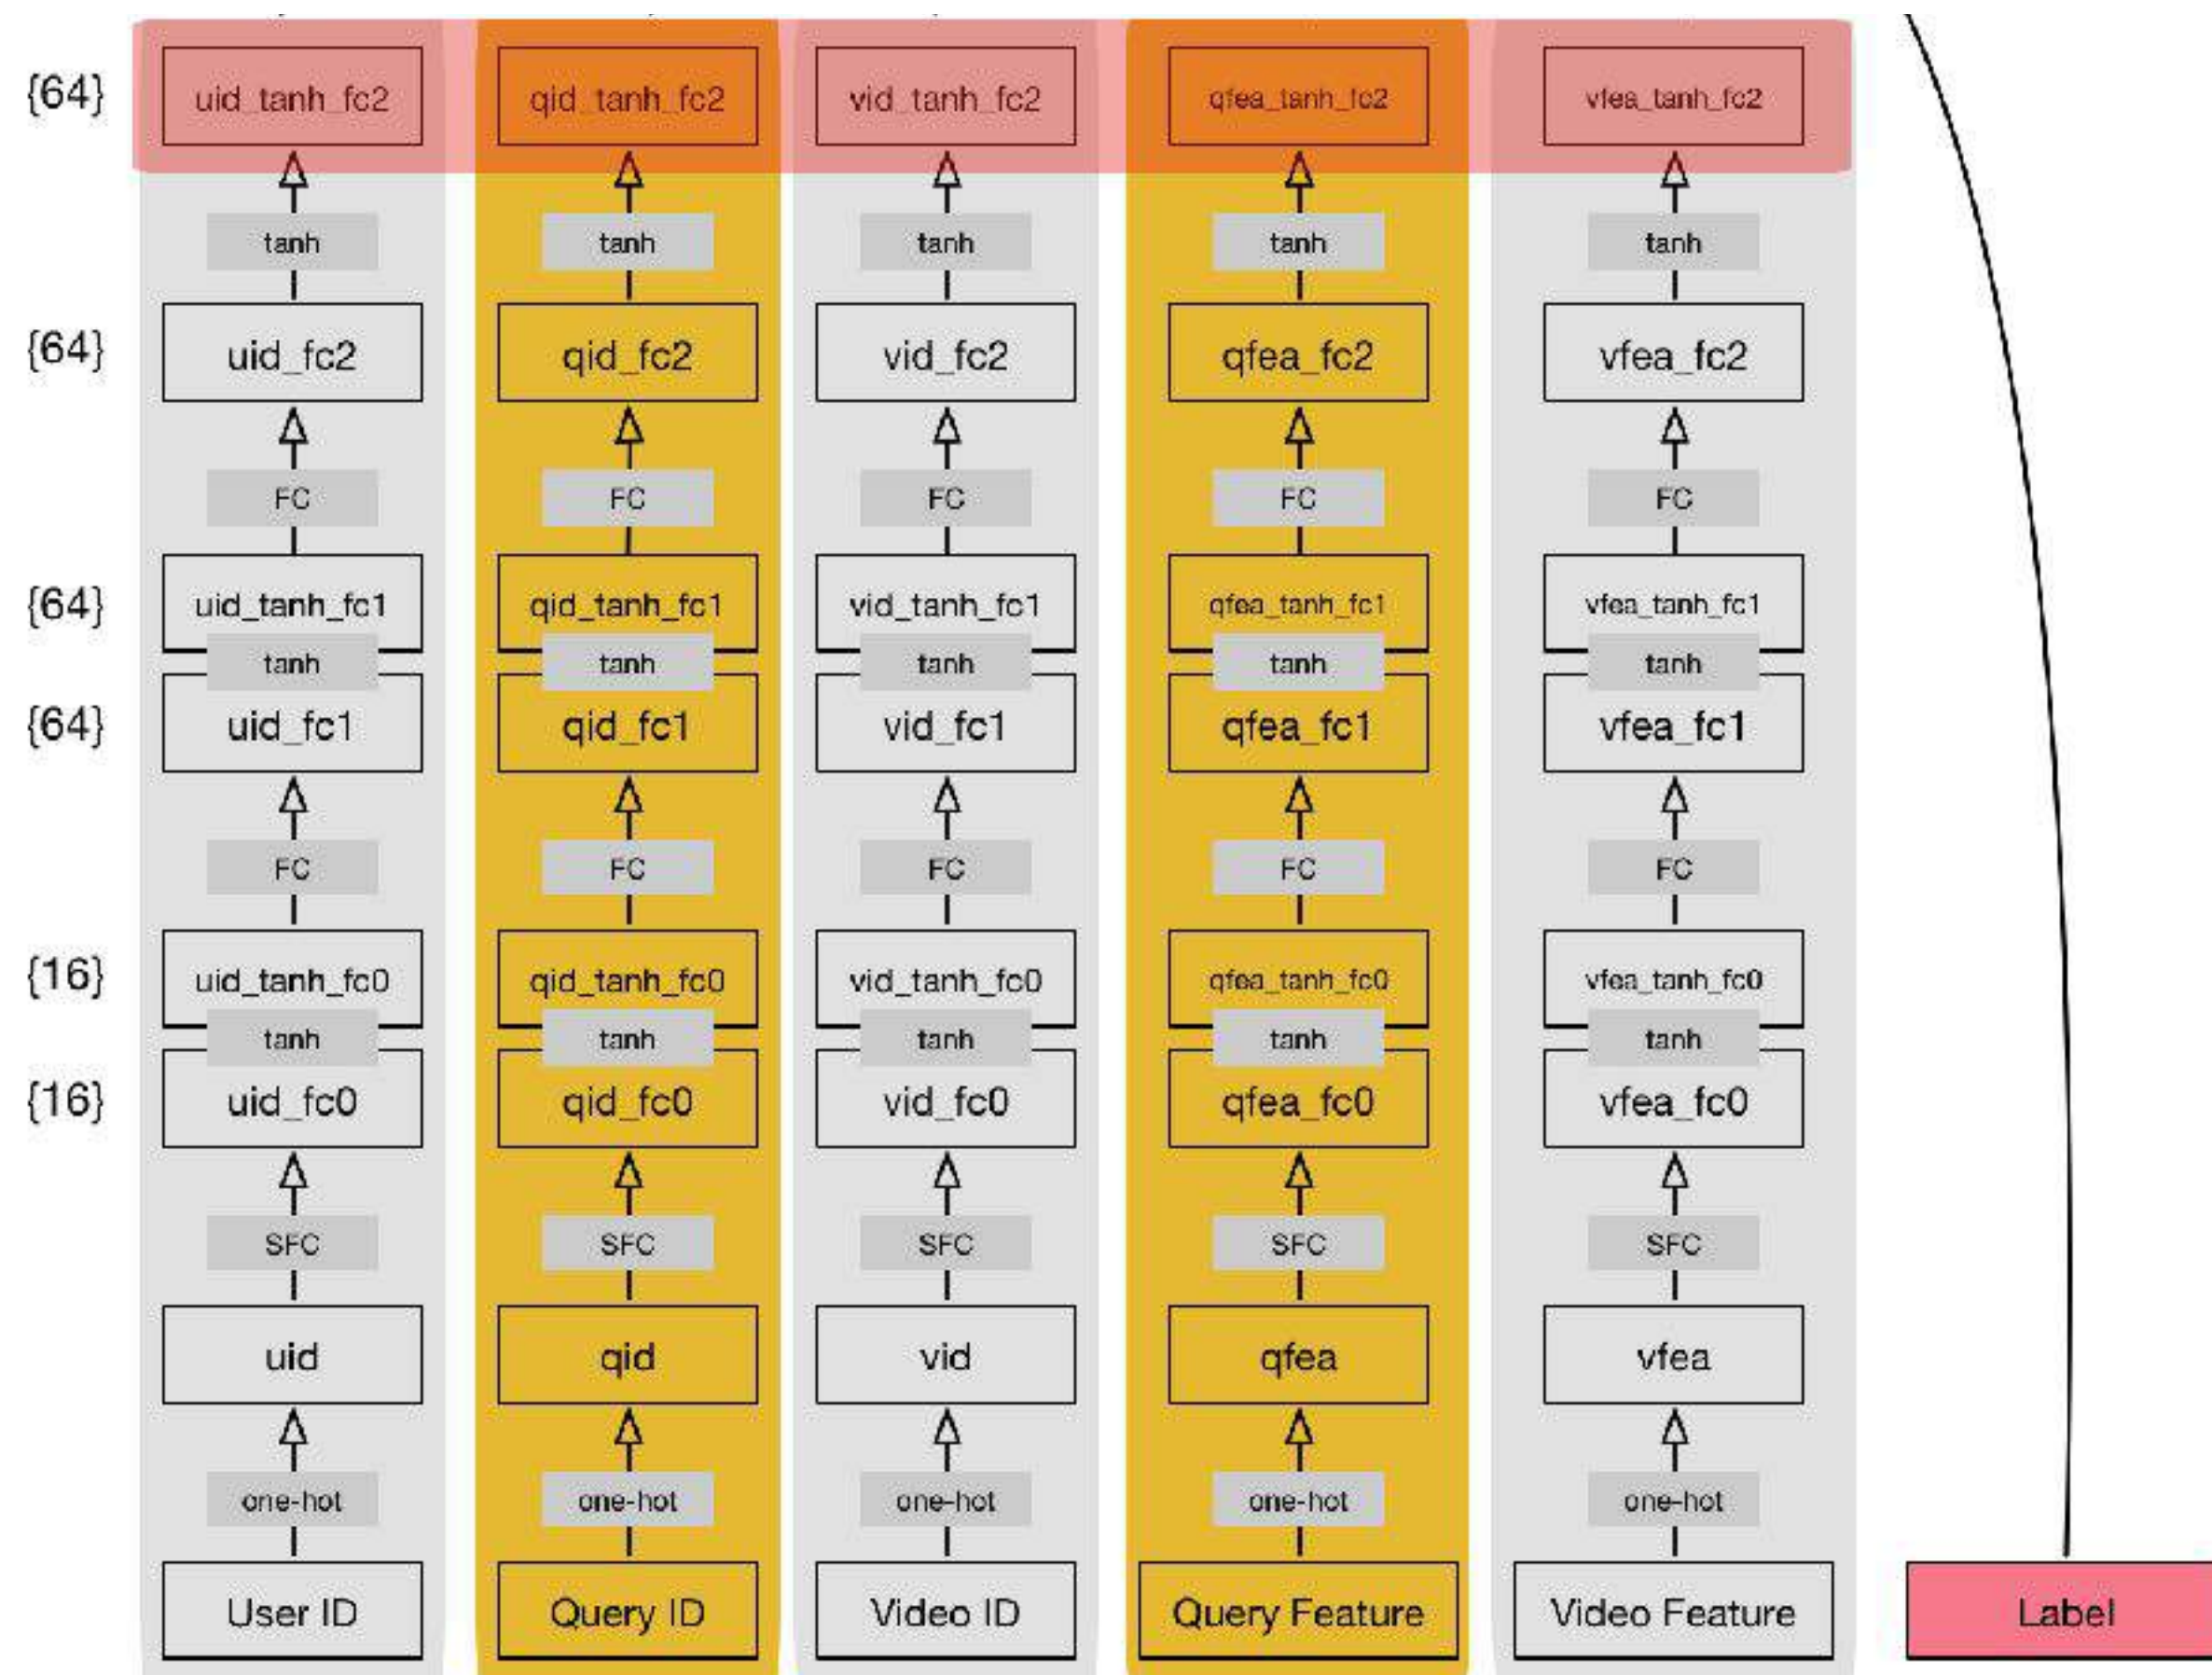 {64} uid_tanh_fc2 qid_tanh_fc2 vid_tanh_fc2 qfea_tanh_fc2 vfea_tanh_fc2
tanh tanh tanh tanh tanh
{64} uid_fc2 qid_fc2 vid_fc2 qfea_fc2 vfea_fc2
FC FC FC FC FC
{64} uid_tanh_fc1 qid_tanh_fc1 vid_tanh_fc1 qfea_tanh_fc1 vfea_tanh_fc1
tanh tanh tanh tanh tanh
{64} uid_fc1 qid_fc1 vid_fc1 qfea_fc1 vfea_fc1
FC FC FC FC FC
{16} uid_tanh_fc0 qid_tanh_fc0 vid_tanh_fc0 qfea_tanh_fc0 vfea_tanh_fc0
tanh tanh tanh tanh tanh
{16} uid_fc0 qid_fc0 vid_fc0 qfea_fc0 vfea_fc0
SFC SFC SFC SFC SFC
uid qid vid qfea vfea
one-hot one-hot one-hot one-hot one-hot
User ID Query ID Video ID Query Feature Video Feature Label